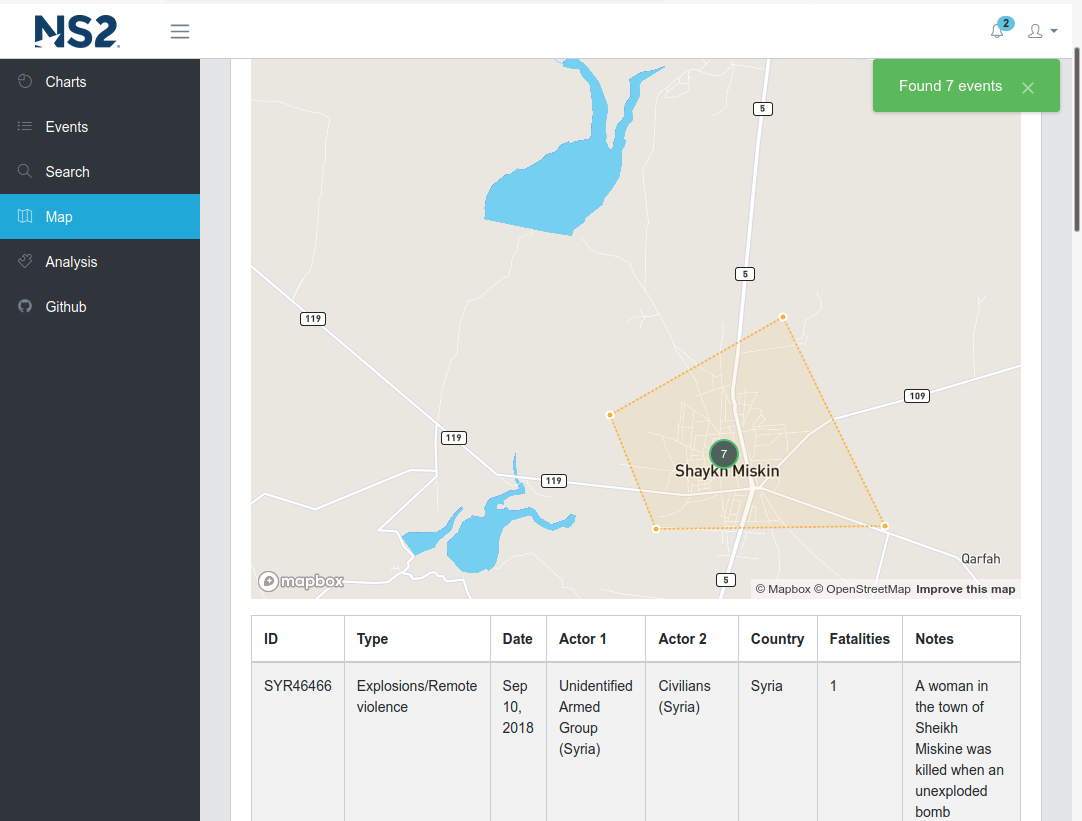 NS2
2
Charts
Events
Search
Map
Analysis
Github
Found 7 events ×
5
5
119
109
119
119
7
Shaykh Miskin
Qarfah
5
mapbox
© Mapbox © OpenStreetMap Improve this map
ID Type Date Actor 1 Actor 2 Country Fatalities Notes
SYR46466 Explosions/Remote Sep Unidentified Civilians Syria 1 A woman in
violence 10, Armed (Syria) the town of
2018 Group Sheikh
(Syria) Miskine was
killed when an
unexploded
bomb